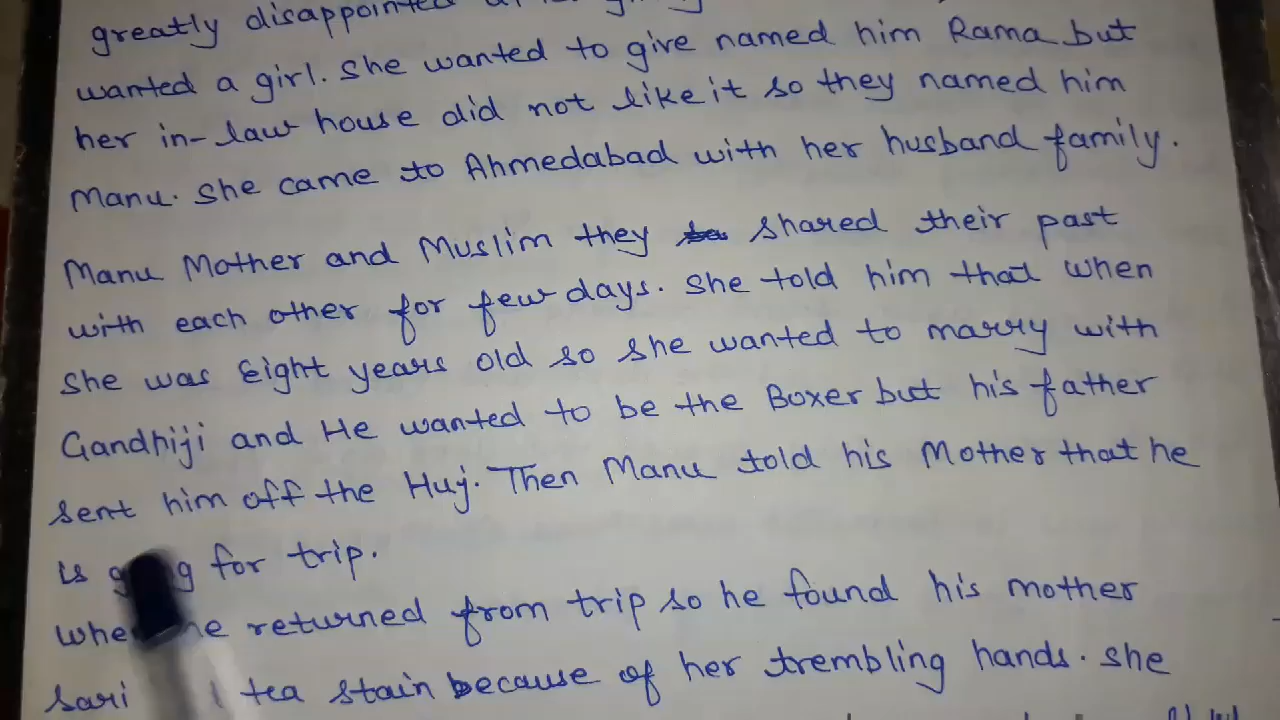 greatly disappointed
wanted a girl. She wanted to give named him Rama but
her in-law house did not like it so they named him
Manu. She came to Ahmedabad with her husband family.
Manu Mother and Muslim they shared their past
with each other for few days. She told him that when
She was Eight years old so she wanted to marry with
Gandhiji and He wanted to be the Boxer but his father
sent him off the Huj. Then Manu told his Mother that he
is for trip.
returned from trip so he found his mother
sari tea stain because of her trembling hands. She